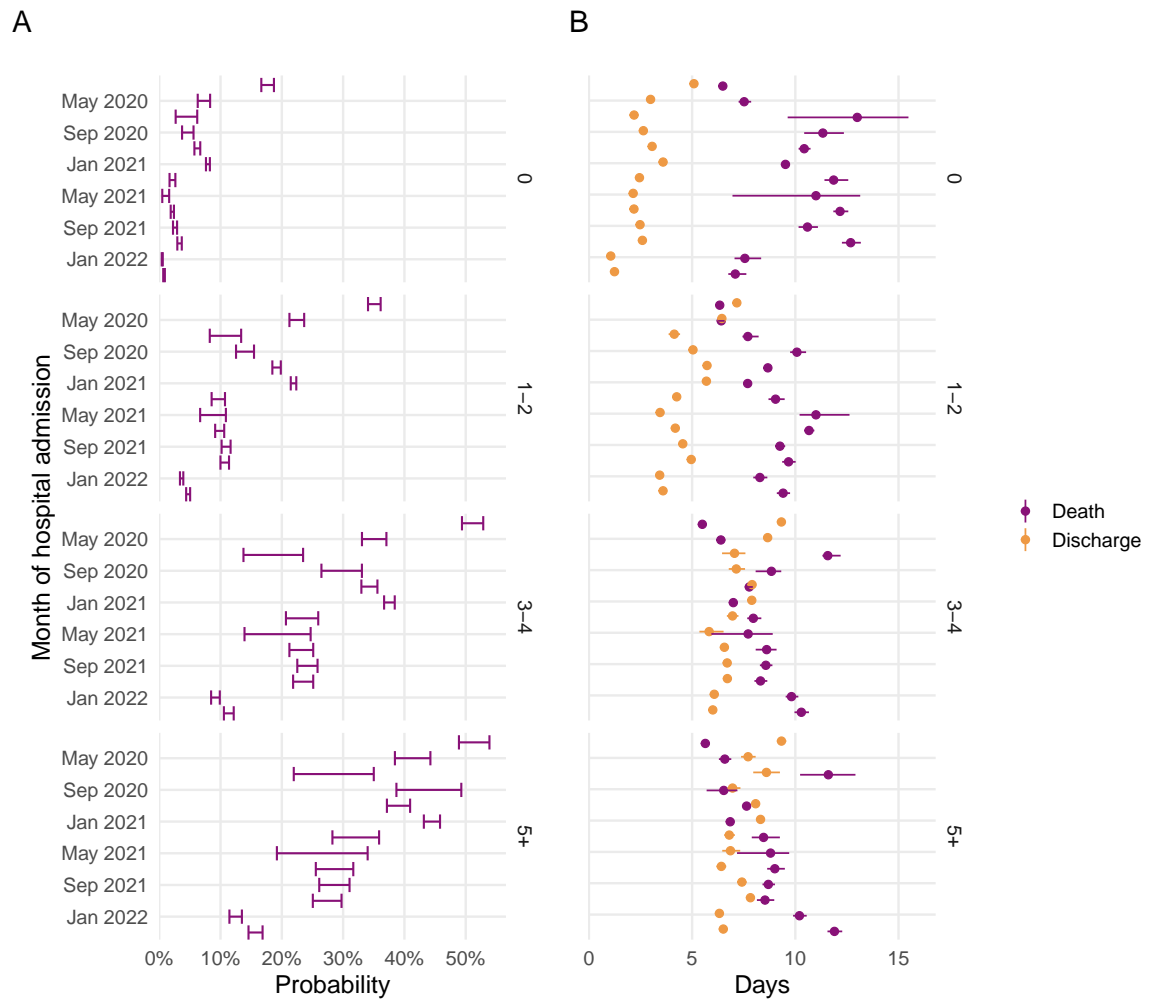 A
B
Month of hospital admission
May 2020
Sep 2020
Jan 2021
May 2021
Sep 2021
Jan 2022
0
0
May 2020
Sep 2020
Jan 2021
May 2021
Sep 2021
Jan 2022
1−2
1−2
May 2020
Sep 2020
Jan 2021
May 2021
Sep 2021
Jan 2022
3−4
3−4
May 2020
Sep 2020
Jan 2021
May 2021
Sep 2021
Jan 2022
5+
5+
0% 10% 20% 30% 40% 50%
Probability
0 5 10 15
Days
Death
Discharge